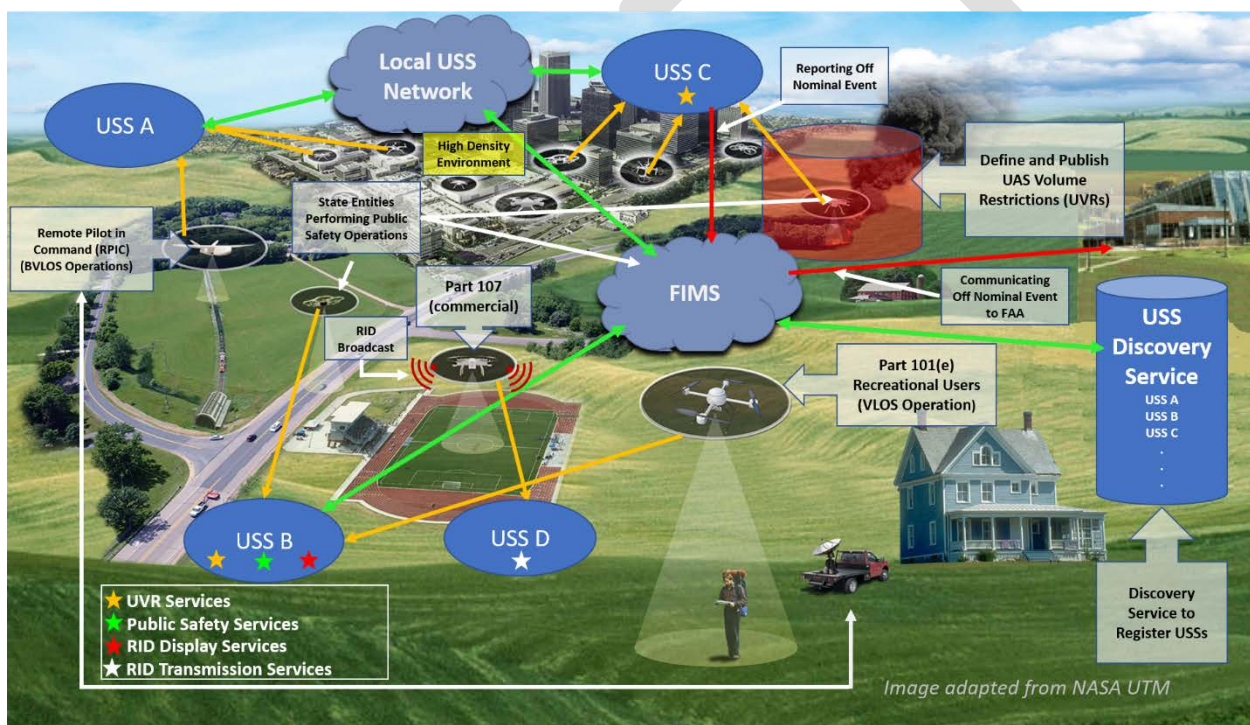 Local USS
Network
USS C
Reporting Off
Nominal Event
USS A
High Density
Environment
Define and Publish
UAS Volume
Restrictions (UVRs)
State Entities
Performing Public
Safety Operations
Remote Pilot in
Command (RPIC)
(BVLOS Operations)
Part 107
(commercial)
FIMS
Communicating
Off Nominal Event
to FAA
RID
Broadcast
Part 101(e)
Recreational Users
(VLOS Operation)
USS
Discovery
Service
USS A
USS B
USS C
.
.
.
.
USS B
USS D
UVR Services
Public Safety Services
RID Display Services
RID Transmission Services
Discovery
Service to
Register USSs
Image adapted from NASA UTM